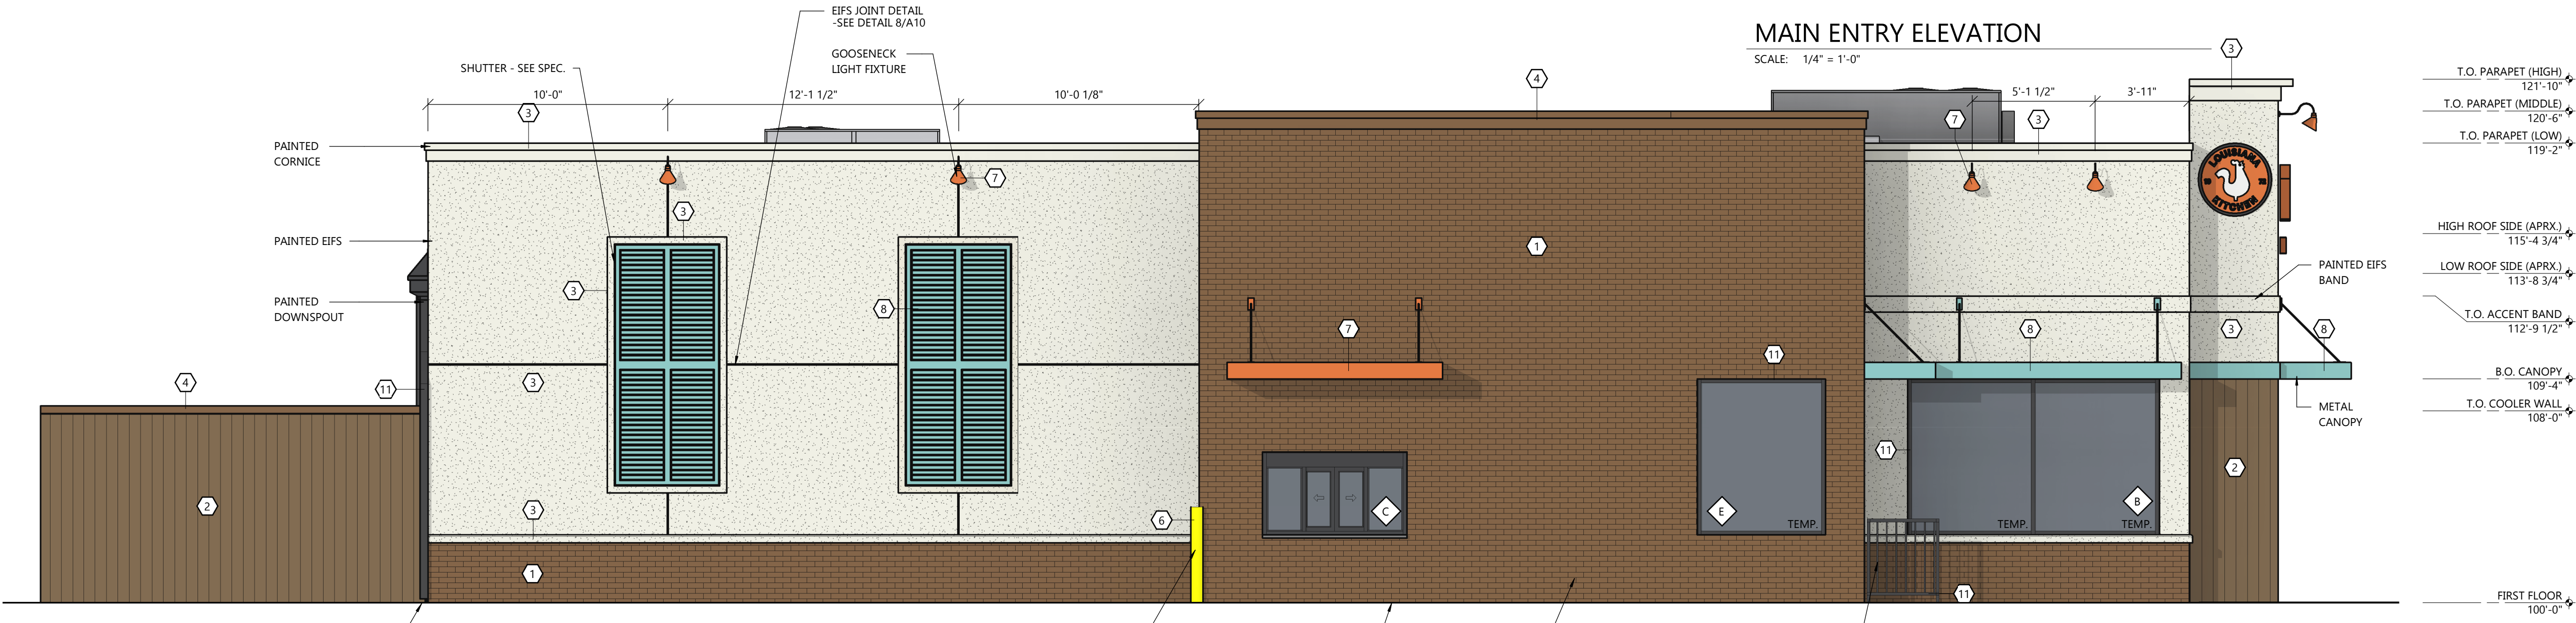 EIFS JOINT DETAIL
-SEE DETAIL 8/A10
GOOSENECK
LIGHT FIXTURE
SHUTTER - SEE SPEC.
MAIN ENTRY ELEVATION
SCALE: 1/4" = 1'-0"
3
4
10'-0"
12'-1 1/2"
10'-0 1/8"
5'-1 1/2"
3'-11"
3
7
3
T.O. PARAPET (HIGH)
121'-10"
T.O. PARAPET (MIDDLE)
120'-6"
T.O. PARAPET (LOW)
119'-2"
PAINTED
CORNICE
7
LOUISIANA
19 72
KITCHEN
3
PAINTED EIFS
1
HIGH ROOF SIDE (APRX.)
115'-4 3/4"
LOW ROOF SIDE (APRX.)
113'-8 3/4"
PAINTED EIFS
BAND
3
8
PAINTED
DOWNSPOUT
7
8
3
8
T.O. ACCENT BAND
112'-9 1/2"
11
4
11
3
B.O. CANOPY
109'-4"
METAL
CANOPY
T.O. COOLER WALL
108'-0"
11
2
2
3
6
C
E
TEMP.
TEMP.
B
TEMP.
1
11
FIRST FLOOR
100'-0"